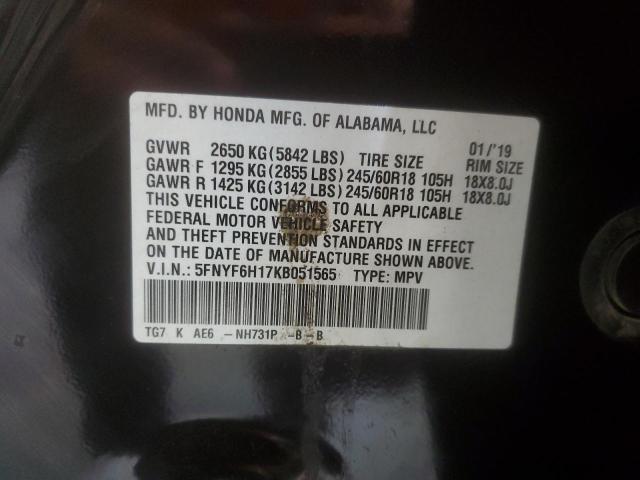 MFD. BY HONDA MFG. OF ALABAMA, LLC
GVWR 2650 KG(5842 LBS) TIRE SIZE 01/'19 RIM SIZE
GAWR F 1295 KG(2855 LBS)245/60R18 105H 18X8.0J
GAWR R 1425 KG(3142 LBS)245/60R18 105H 18X8.0J
THIS VEHICLE CONFORMS TO ALL APPLICABLE
FEDERAL MOTOR VEHICLE SAFETY
AND THEFT PREVENTION STANDARDS IN EFFECT
ON THE DATE OF MANUFACTURE SHOWN ABOVE.
V.I.N.: 5FNYF6H17KB051565 TYPE: MPV
TG7 K AE6 -NH731P -B-B